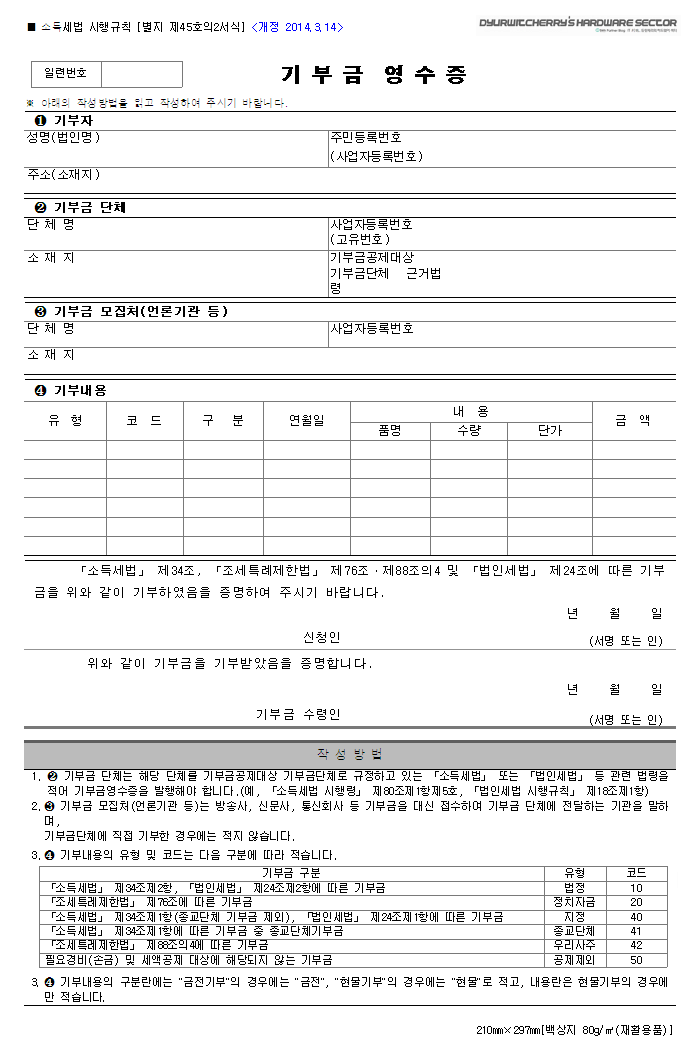 ■ 소득세법 시행규칙 [별지 제45호의2서식] <개정 2014.3.14>
DYURWITCHERRY'S HARDWARE SECTOR
일련번호
기 부 금 영 수 증
※ 아래의 작성방법을 읽고 작성하여 주시기 바랍니다.
❶ 기부자
성명(법인명)
주민등록번호
(사업자등록번호)
주소(소재지)
❷ 기부금 단체
단 체 명
사업자등록번호
(고유번호)
소 재 지
기부금공제대상
기부금단체 근거법
령
❸ 기부금 모집처(언론기관 등)
단 체 명
사업자등록번호
소 재 지
❹ 기부내용
유 형 코 드 구 분 연월일 내 용 금 액
품명 수량 단가
「소득세법」 제34조, 「조세특례제한법」 제76조ㆍ제88조의4 및 「법인세법」 제24조에 따른 기부
금을 위와 같이 기부하였음을 증명하여 주시기 바랍니다.
년 월 일
신청인 (서명 또는 인)
위와 같이 기부금을 기부받았음을 증명합니다.
년 월 일
기부금 수령인 (서명 또는 인)
작 성 방 법
1. ❷ 기부금 단체는 해당 단체를 기부금공제대상 기부금단체로 규정하고 있는 「소득세법」 또는 「법인세법」 등 관련 법령을
적어 기부금영수증을 발행해야 합니다.(예, 「소득세법 시행령」 제80조제1항제5호, 「법인세법 시행규칙」 제18조제1항)
2. ❸ 기부금 모집처(언론기관 등)는 방송사, 신문사, 통신회사 등 기부금을 대신 접수하여 기부금 단체에 전달하는 기관을 말하
며,
기부금단체에 직접 기부한 경우에는 적지 않습니다.
3. ❹ 기부내용의 유형 및 코드는 다음 구분에 따라 적습니다.
기부금 구분 유형 코드
「소득세법」 제34조제2항, 「법인세법」 제24조제2항에 따른 기부금 법정 10
「조세특례제한법」 제76조에 따른 기부금 정치자금 20
「소득세법」 제34조제1항(종교단체 기부금 제외), 「법인세법」 제24조제1항에 따른 기부금 지정 40
「소득세법」 제34조제1항에 따른 기부금 중 종교단체기부금 종교단체 41
「조세특례제한법」 제88조의4에 따른 기부금 우리사주 42
필요경비(손금) 및 세액공제 대상에 해당되지 않는 기부금 공제제외 50
3. ❹ 기부내용의 구분란에는 "금전기부"의 경우에는 "금전", "현물기부"의 경우에는 "현물"로 적고, 내용란은 현물기부의 경우에
만 적습니다.
210㎜×297㎜[백상지 80g/㎡(재활용품)]